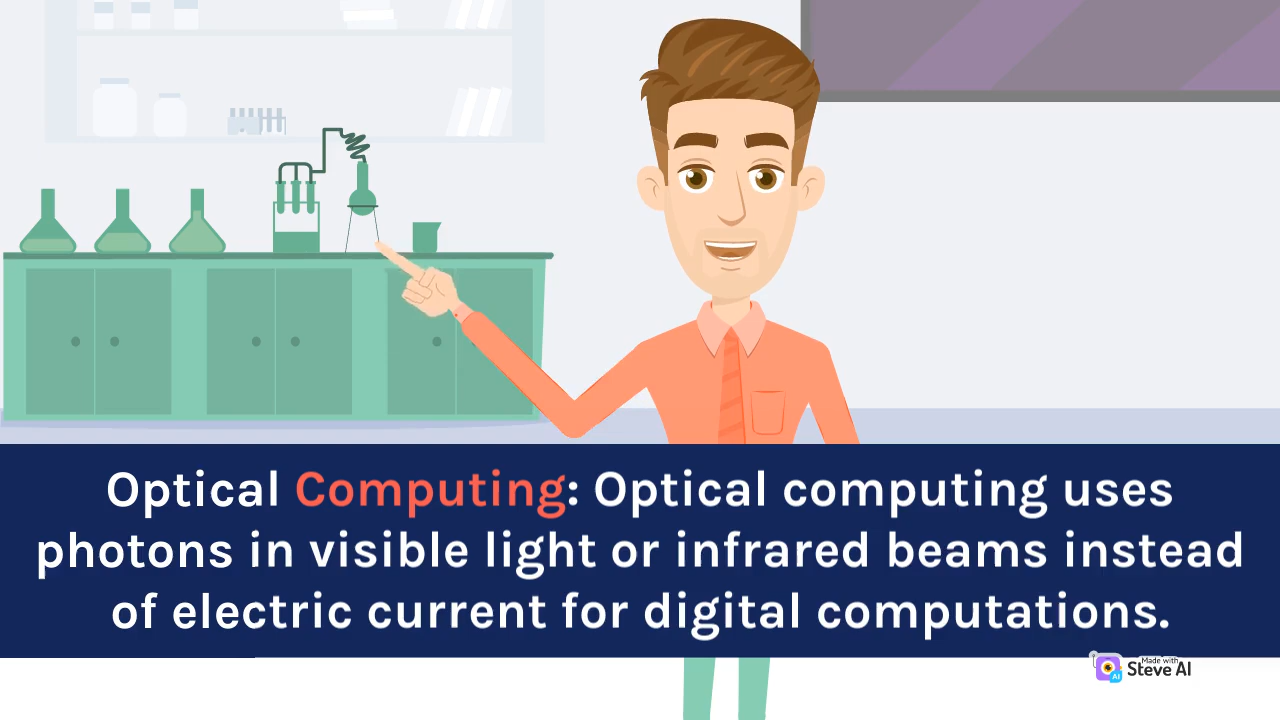 Optical Computing: Optical computing uses
photons in visible light or infrared beams instead
of electric current for digital computations.
Made with
Steve AI
AI